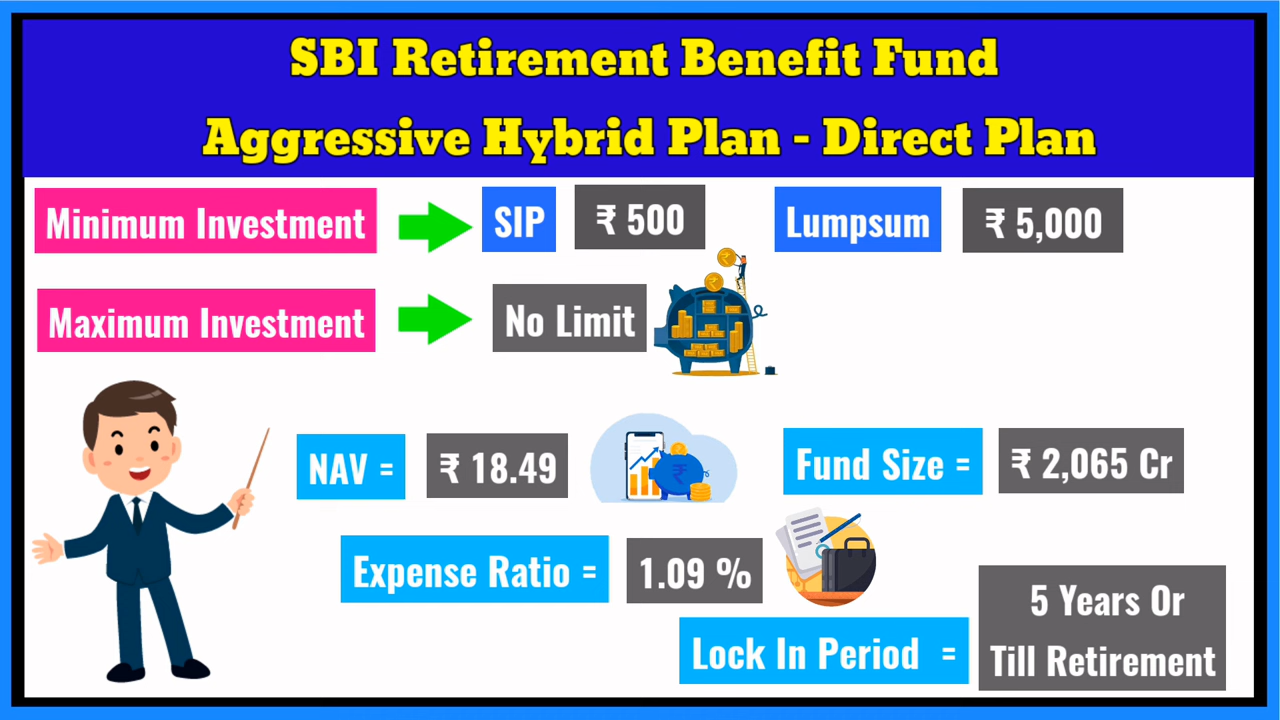 SBI Retirement Benefit Fund
Aggressive Hybrid Plan - Direct Plan
Minimum Investment SIP ₹ 500 Lumpsum ₹ 5,000
Maximum Investment No Limit
NAV = ₹ 18.49 Fund Size = ₹ 2,065 Cr
Expense Ratio = 1.09 %
Lock In Period = 5 Years Or
Till Retirement